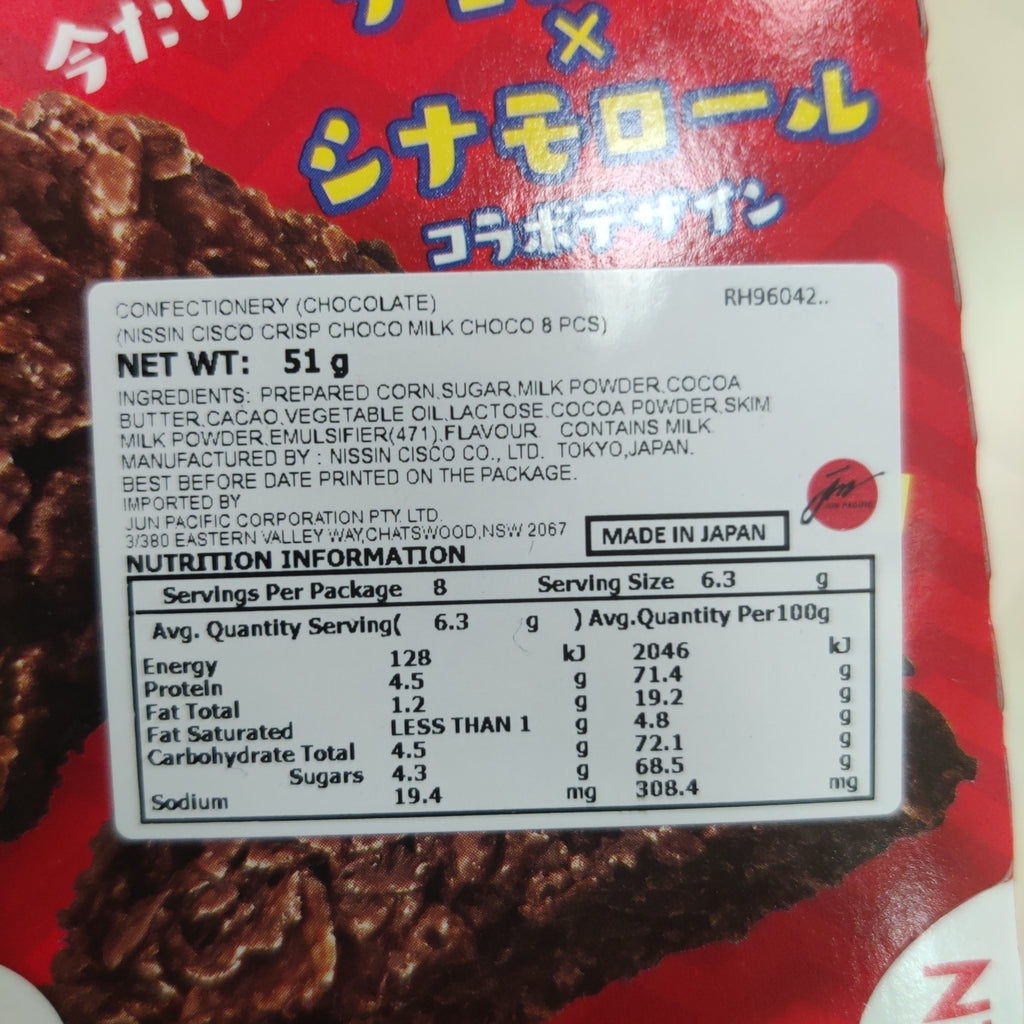 今だけ
×
シナモロール
コラボデザイン
CONFECTIONERY (CHOCOLATE) RH96042..
(NISSIN CISCO CRISP CHOCO MILK CHOCO 8 PCS)
NET WT: 51 g
INGREDIENTS: PREPARED CORN,SUGAR,MILK POWDER,COCOA
BUTTER,CACAO,VEGETABLE OIL,LACTOSE,COCOA POWDER,SKIM
MILK POWDER,EMULSIFIER(471),FLAVOUR. CONTAINS MILK.
MANUFACTURED BY : NISSIN CISCO CO., LTD. TOKYO,JAPAN.
BEST BEFORE DATE PRINTED ON THE PACKAGE.
IMPORTED BY
JUN PACIFIC CORPORATION PTY. LTD.
3/380 EASTERN VALLEY WAY,CHATSWOOD,NSW 2067
MADE IN JAPAN
jun
JUN PACIFIC
NUTRITION INFORMATION
Servings Per Package 8 Serving Size 6.3 g
Avg. Quantity Serving( 6.3 g ) Avg.Quantity Per100g
Energy 128 kJ 2046 kJ
Protein 4.5 g 71.4 g
Fat Total 1.2 g 19.2 g
Fat Saturated LESS THAN 1 g 4.8 g
Carbohydrate Total 4.5 72.1 g
Sugars 4.3 g 68.5 g
Sodium 19.4 mg 308.4 mg